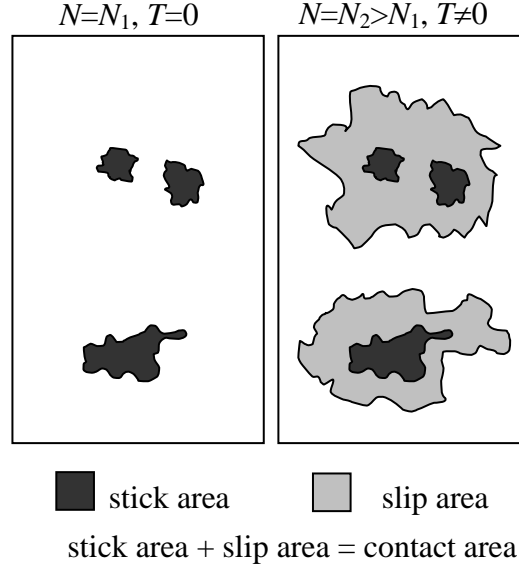 N=N₁, T=0
N=N₂>N₁, T≠0
stick area
slip area
stick area + slip area = contact area